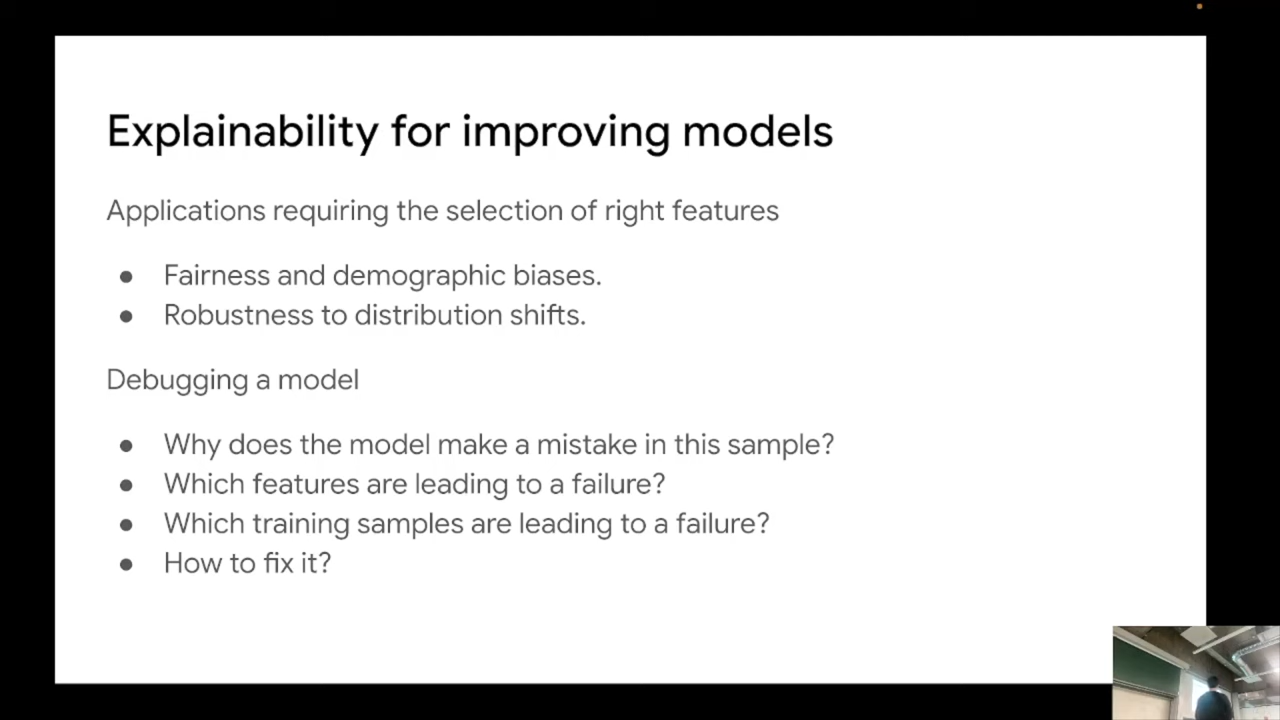 Explainability for improving models
Applications requiring the selection of right features
● Fairness and demographic biases.
● Robustness to distribution shifts.
Debugging a model
● Why does the model make a mistake in this sample?
● Which features are leading to a failure?
● Which training samples are leading to a failure?
● How to fix it?